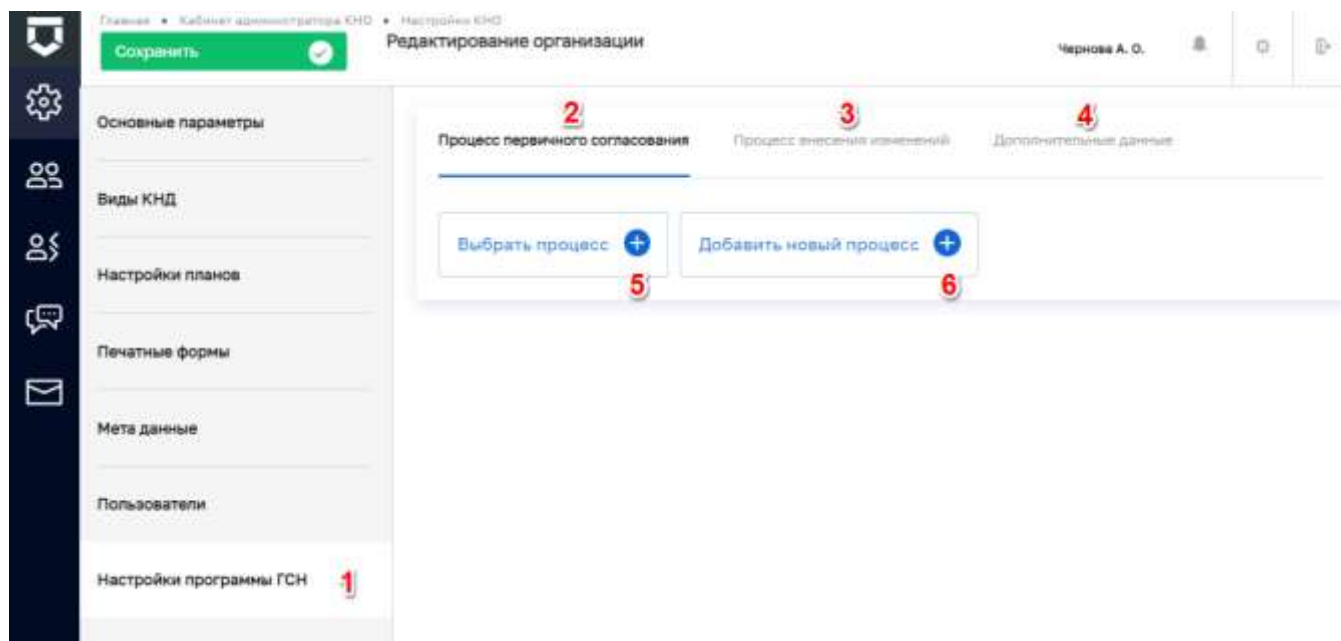 Главная • Кабинет администратора КНО • Настройки КНО
Сохранить
Редактирование организации
Чернова А. О.
Основные параметры
Виды КНД
Настройки планов
Печатные формы
Мета данные
Пользователи
Настройки программы ГСН 1
2 3 4
Процесс первичного согласования Процесс внесения изменений Дополнительные данные
Выбрать процесс Добавить новый процесс
5 6